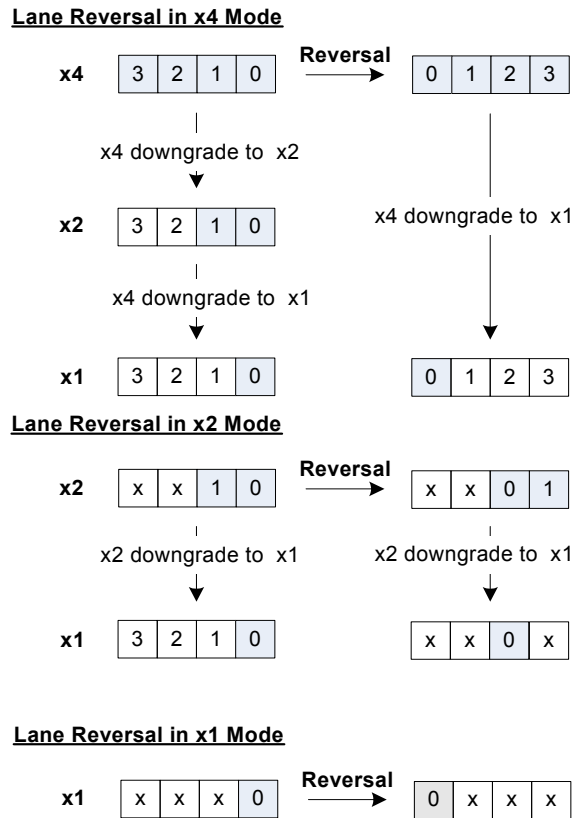 Lane Reversal in x4 Mode
x4 3 2 1 0 Reversal 0 1 2 3
x4 downgrade to x2
x4 downgrade to x1
x2 3 2 1 0
x4 downgrade to x1
x1 3 2 1 0 0 1 2 3
Lane Reversal in x2 Mode
x2 x x 1 0 Reversal x x 0 1
x2 downgrade to x1 x2 downgrade to x1
x1 3 2 1 0 x x 0 x
Lane Reversal in x1 Mode
x1 x x x 0 Reversal 0 x x x